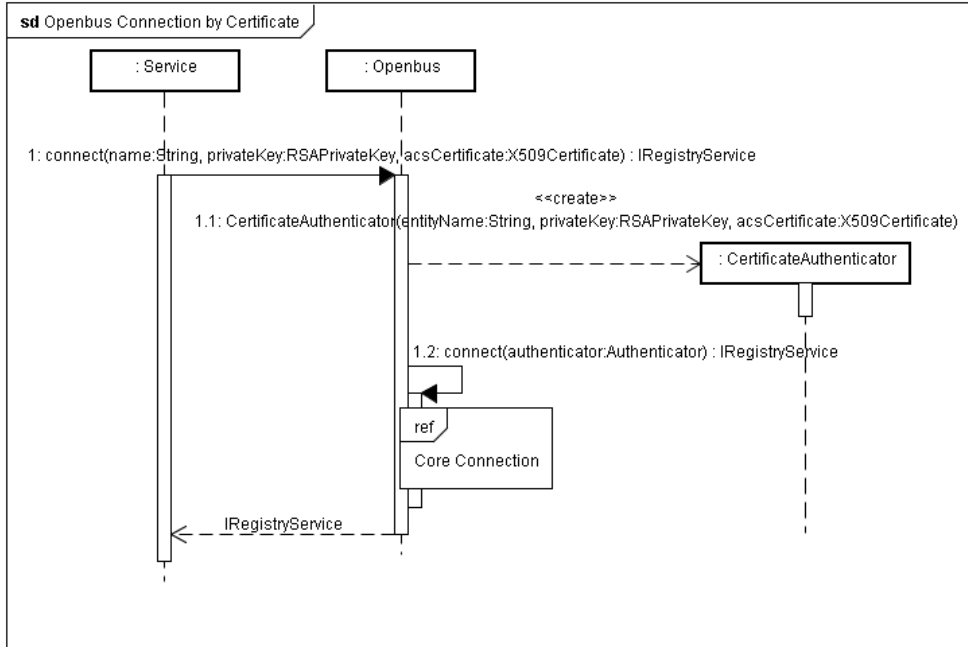 sd Openbus Connection by Certificate
: Service
: Openbus
1: connect(name:String, privateKey:RSAPrivateKey, acsCertificate:X509Certificate) : IRegistryService
<<create>>
1.1: CertificateAuthenticator(entityName:String, privateKey:RSAPrivateKey, acsCertificate:X509Certificate)
: CertificateAuthenticator
1.2: connect(authenticator:Authenticator) : IRegistryService
ref
Core Connection
IRegistryService